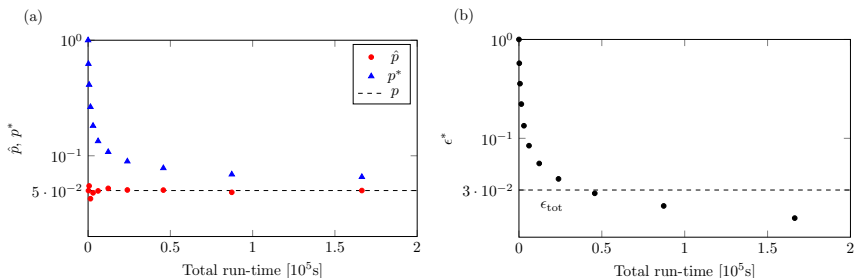 (a)
10^0
10^{-1}
5 · 10^{-2}
p̂, p*
p̂
p*
p
0
0.5
1
1.5
2
Total run-time [10^5s]
(b)
10^0
10^{-1}
3 · 10^{-2}
ϵ*
ϵ_tot
0
0.5
1
1.5
2
Total run-time [10^5s]